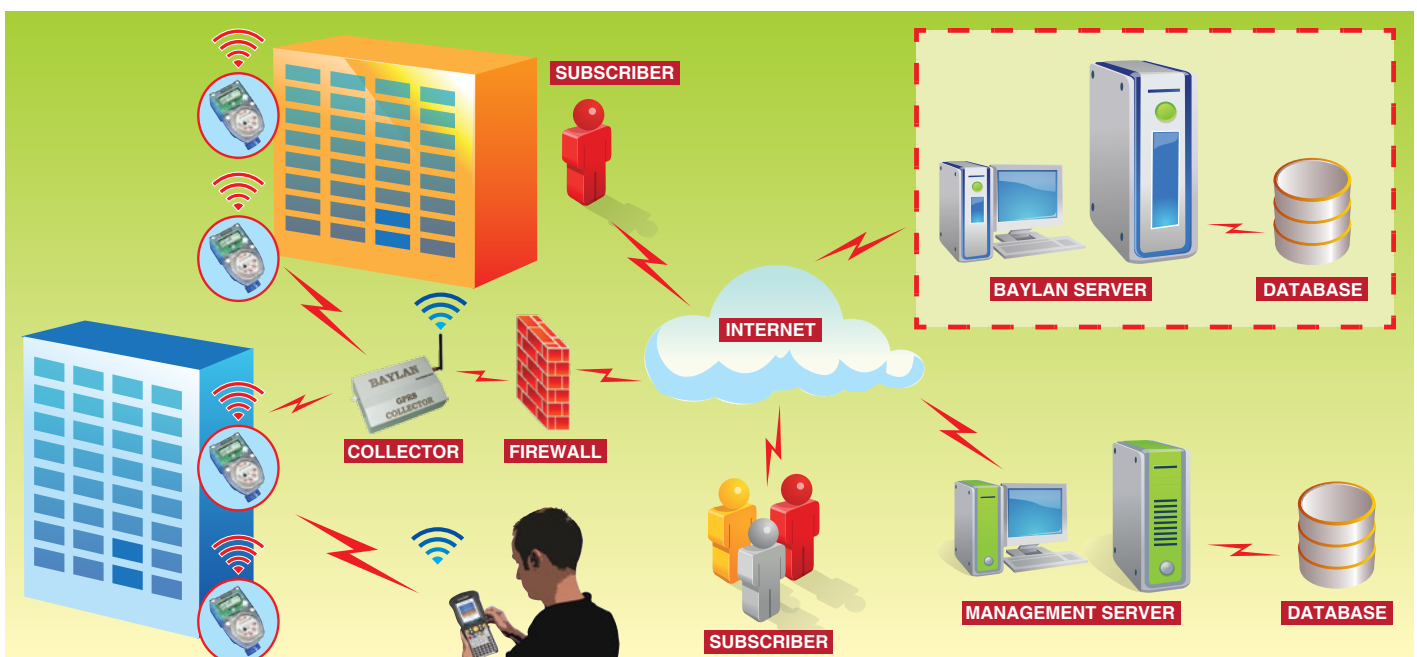 SUBSCRIBER
BAYLAN SERVER
DATABASE
INTERNET
BAYLAN
GPRS
COLLECTOR
COLLECTOR
FIREWALL
MANAGEMENT SERVER
DATABASE
SUBSCRIBER